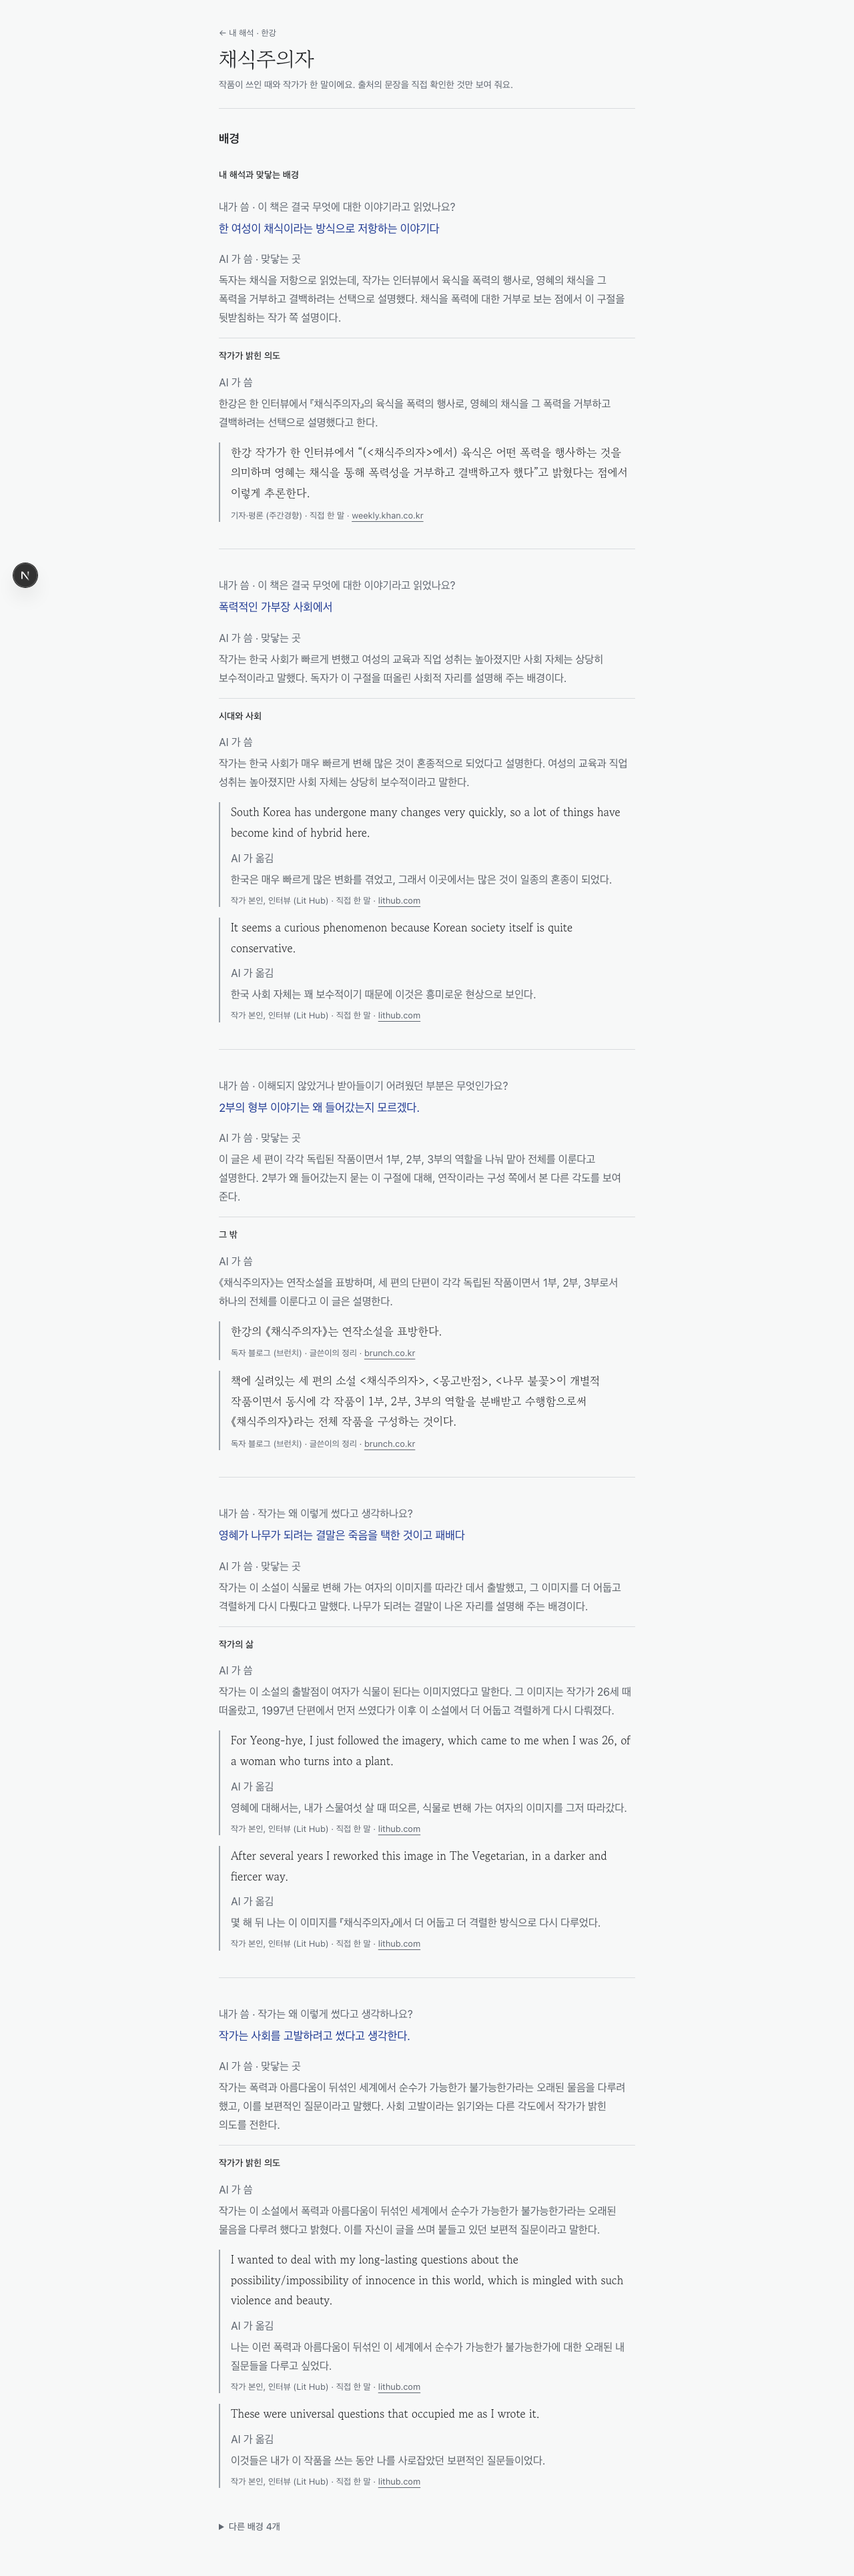 ← 내 해석 · 한강
채식주의자
작품이 쓰인 때와 작가가 한 말이에요. 출처의 문장을 직접 확인한 것만 보여 줘요.
배경
내 해석과 맞닿는 배경
내가 씀 · 이 책은 결국 무엇에 대한 이야기라고 읽었나요?
한 여성이 채식이라는 방식으로 저항하는 이야기다
AI 가 씀 · 맞닿는 곳
독자는 채식을 저항으로 읽었는데, 작가는 인터뷰에서 육식을 폭력의 행사로, 영혜의 채식을 그
폭력을 거부하고 결백하려는 선택으로 설명했다. 채식을 폭력에 대한 거부로 보는 점에서 이 구절을
뒷받침하는 작가 쪽 설명이다.
작가가 밝힌 의도
AI 가 씀
한강은 한 인터뷰에서 『채식주의자』의 육식을 폭력의 행사로, 영혜의 채식을 그 폭력을 거부하고
결백하려는 선택으로 설명했다고 한다.
한강 작가가 한 인터뷰에서 “(<채식주의자>에서) 육식은 어떤 폭력을 행사하는 것을
의미하며 영혜는 채식을 통해 폭력성을 거부하고 결백하고자 했다”고 밝혔다는 점에서
이렇게 추론한다.
기자·평론 (주간경향) · 직접 한 말 · weekly.khan.co.kr
N
내가 씀 · 이 책은 결국 무엇에 대한 이야기라고 읽었나요?
폭력적인 가부장 사회에서
AI 가 씀 · 맞닿는 곳
작가는 한국 사회가 빠르게 변했고 여성의 교육과 직업 성취는 높아졌지만 사회 자체는 상당히
보수적이라고 말했다. 독자가 이 구절을 떠올린 사회적 자리를 설명해 주는 배경이다.
시대와 사회
AI 가 씀
작가는 한국 사회가 매우 빠르게 변해 많은 것이 혼종적으로 되었다고 설명한다. 여성의 교육과 직업
성취는 높아졌지만 사회 자체는 상당히 보수적이라고 말한다.
South Korea has undergone many changes very quickly, so a lot of things have
become kind of hybrid here.
AI 가 옮김
한국은 매우 빠르게 많은 변화를 겪었고, 그래서 이곳에서는 많은 것이 일종의 혼종이 되었다.
작가 본인, 인터뷰 (Lit Hub) · 직접 한 말 · lithub.com
It seems a curious phenomenon because Korean society itself is quite
conservative.
AI 가 옮김
한국 사회 자체는 꽤 보수적이기 때문에 이것은 흥미로운 현상으로 보인다.
작가 본인, 인터뷰 (Lit Hub) · 직접 한 말 · lithub.com
내가 씀 · 이해되지 않았거나 받아들이기 어려웠던 부분은 무엇인가요?
2부의 형부 이야기는 왜 들어갔는지 모르겠다.
AI 가 씀 · 맞닿는 곳
이 글은 세 편이 각각 독립된 작품이면서 1부, 2부, 3부의 역할을 나눠 맡아 전체를 이룬다고
설명한다. 2부가 왜 들어갔는지 묻는 이 구절에 대해, 연작이라는 구성 쪽에서 본 다른 각도를 보여
준다.
그 밖
AI 가 씀
《채식주의자》는 연작소설을 표방하며, 세 편의 단편이 각각 독립된 작품이면서 1부, 2부, 3부로서
하나의 전체를 이룬다고 이 글은 설명한다.
한강의 《채식주의자》는 연작소설을 표방한다.
독자 블로그 (브런치) · 글쓴이의 정리 · brunch.co.kr
책에 실려있는 세 편의 소설 <채식주의자>, <몽고반점>, <나무 불꽃>이 개별적
작품이면서 동시에 각 작품이 1부, 2부, 3부의 역할을 분배받고 수행함으로써
《채식주의자》라는 전체 작품을 구성하는 것이다.
독자 블로그 (브런치) · 글쓴이의 정리 · brunch.co.kr
내가 씀 · 작가는 왜 이렇게 썼다고 생각하나요?
영혜가 나무가 되려는 결말은 죽음을 택한 것이고 패배다
AI 가 씀 · 맞닿는 곳
작가는 이 소설이 식물로 변해 가는 여자의 이미지를 따라간 데서 출발했고, 그 이미지를 더 어둡고
격렬하게 다시 다뤘다고 말했다. 나무가 되려는 결말이 나온 자리를 설명해 주는 배경이다.
작가의 삶
AI 가 씀
작가는 이 소설의 출발점이 여자가 식물이 된다는 이미지였다고 말한다. 그 이미지는 작가가 26세 때
떠올랐고, 1997년 단편에서 먼저 쓰였다가 이후 이 소설에서 더 어둡고 격렬하게 다시 다뤄졌다.
For Yeong-hye, I just followed the imagery, which came to me when I was 26, of
a woman who turns into a plant.
AI 가 옮김
영혜에 대해서는, 내가 스물여섯 살 때 떠오른, 식물로 변해 가는 여자의 이미지를 그저 따라갔다.
작가 본인, 인터뷰 (Lit Hub) · 직접 한 말 · lithub.com
After several years I reworked this image in The Vegetarian, in a darker and
fiercer way.
AI 가 옮김
몇 해 뒤 나는 이 이미지를 『채식주의자』에서 더 어둡고 더 격렬한 방식으로 다시 다루었다.
작가 본인, 인터뷰 (Lit Hub) · 직접 한 말 · lithub.com
내가 씀 · 작가는 왜 이렇게 썼다고 생각하나요?
작가는 사회를 고발하려고 썼다고 생각한다.
AI 가 씀 · 맞닿는 곳
작가는 폭력과 아름다움이 뒤섞인 세계에서 순수가 가능한가 불가능한가라는 오래된 물음을 다루려
했고, 이를 보편적인 질문이라고 말했다. 사회 고발이라는 읽기와는 다른 각도에서 작가가 밝힌
의도를 전한다.
작가가 밝힌 의도
AI 가 씀
작가는 이 소설에서 폭력과 아름다움이 뒤섞인 세계에서 순수가 가능한가 불가능한가라는 오래된
물음을 다루려 했다고 밝혔다. 이를 자신이 글을 쓰며 붙들고 있던 보편적 질문이라고 말한다.
I wanted to deal with my long-lasting questions about the
possibility/impossibility of innocence in this world, which is mingled with such
violence and beauty.
AI 가 옮김
나는 이런 폭력과 아름다움이 뒤섞인 이 세계에서 순수가 가능한가 불가능한가에 대한 오래된 내
질문들을 다루고 싶었다.
작가 본인, 인터뷰 (Lit Hub) · 직접 한 말 · lithub.com
These were universal questions that occupied me as I wrote it.
AI 가 옮김
이것들은 내가 이 작품을 쓰는 동안 나를 사로잡았던 보편적인 질문들이었다.
작가 본인, 인터뷰 (Lit Hub) · 직접 한 말 · lithub.com
▶ 다른 배경 4개